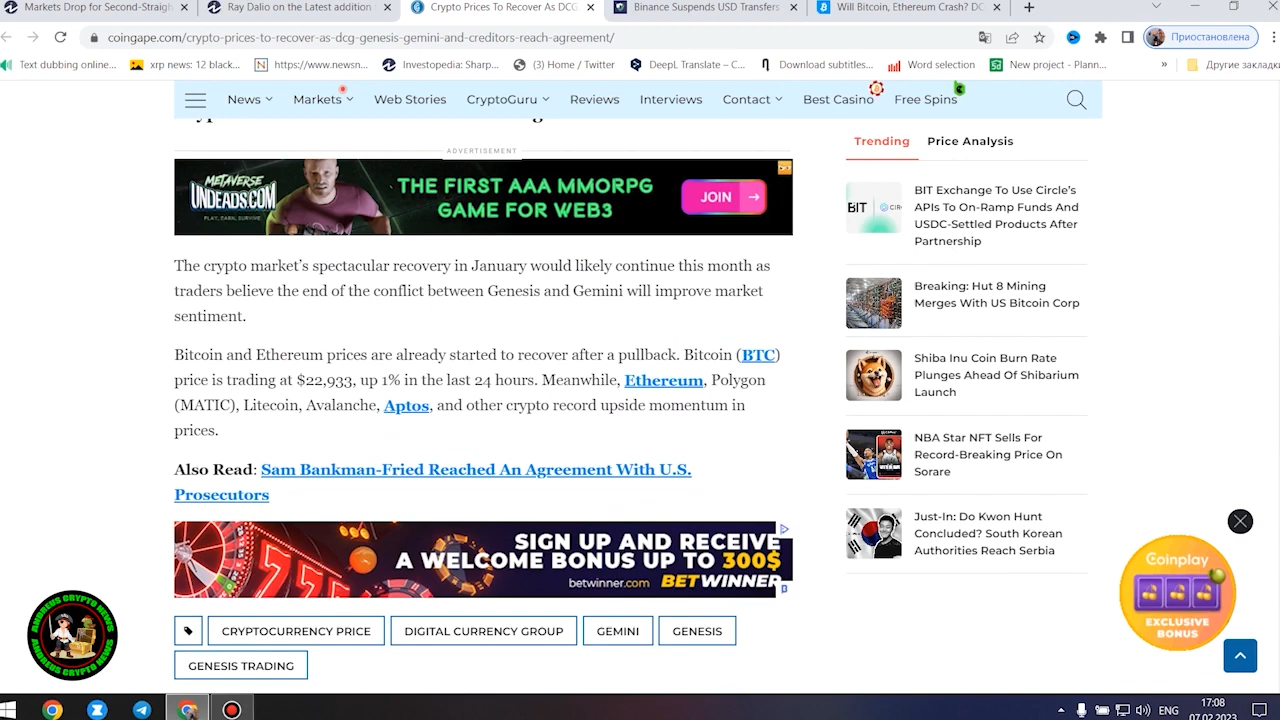 Markets Drop for Second-Straigh
Ray Dalio on the Latest addition
Crypto Prices To Recover As DCG
Binance Suspends USD Transfers
Will Bitcoin, Ethereum Crash? DC
coingape.com/crypto-prices-to-recover-as-dcg-genesis-gemini-and-creditors-reach-agreement/
Приостановлена
Text dubbing online...
xrp news: 12 black...
https://www.newsn...
Investopedia: Sharp...
(3) Home / Twitter
DeepL Translate – C...
Download subtitles...
Word selection
New project - Plann...
»
Другие закладки
News
Markets
Web Stories
CryptoGuru
Reviews
Interviews
Contact
Best Casino
Free Spins
ADVERTISEMENT
METAVERSE
UNDEADS.COM
PLAY, EARN, SURVIVE
THE FIRST AAA MMORPG
GAME FOR WEB3
JOIN
The crypto market's spectacular recovery in January would likely continue this month as
traders believe the end of the conflict between Genesis and Gemini will improve market
sentiment.
Bitcoin and Ethereum prices are already started to recover after a pullback. Bitcoin (BTC)
price is trading at $22,933, up 1% in the last 24 hours. Meanwhile, Ethereum, Polygon
(MATIC), Litecoin, Avalanche, Aptos, and other crypto record upside momentum in
prices.
Also Read: Sam Bankman-Fried Reached An Agreement With U.S.
Prosecutors
SIGN UP AND RECEIVE
A WELCOME BONUS UP TO 300$
betwinner.com BETWINNER
CRYPTOCURRENCY PRICE
DIGITAL CURRENCY GROUP
GEMINI
GENESIS
GENESIS TRADING
Trending
Price Analysis
BIT
CIR
BIT Exchange To Use Circle's
APIs To On-Ramp Funds And
USDC-Settled Products After
Partnership
Breaking: Hut 8 Mining
Merges With US Bitcoin Corp
Shiba Inu Coin Burn Rate
Plunges Ahead Of Shibarium
Launch
NBA Star NFT Sells For
Record-Breaking Price On
Sorare
Just-In: Do Kwon Hunt
Concluded? South Korean
Authorities Reach Serbia
Coinplay
EXCLUSIVE
BONUS
ANDREUS CRYPTO NEWS
ANDREUS CRYPTO NEWS
ENG
17:08
07.02.2023